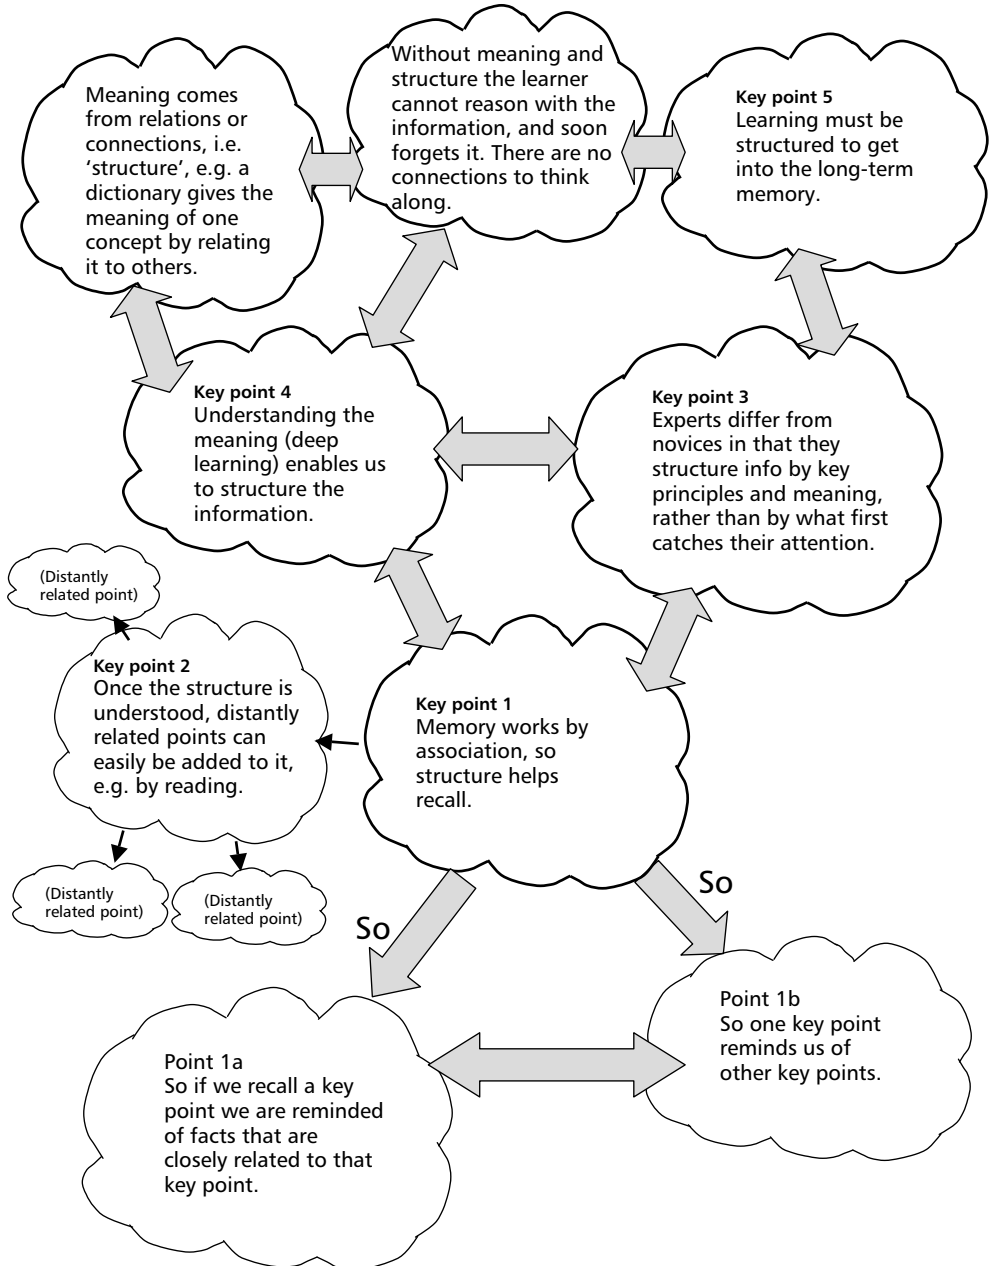 Meaning comes
from relations or
connections, i.e.
‘structure’, e.g. a
dictionary gives the
meaning of one
concept by relating
it to others.
Without meaning and
structure the learner
cannot reason with the
information, and soon
forgets it. There are no
connections to think
along.
Key point 5
Learning must be
structured to get
into the long-term
memory.
Key point 4
Understanding the
meaning (deep
learning) enables us
to structure the
information.
Key point 3
Experts differ from
novices in that they
structure info by key
principles and meaning,
rather than by what first
catches their attention.
(Distantly
related point)
Key point 2
Once the structure is
understood, distantly
related points can
easily be added to it,
e.g. by reading.
Key point 1
Memory works by
association, so
structure helps
recall.
(Distantly
related point)
(Distantly
related point)
So
So
Point 1a
So if we recall a key
point we are reminded
of facts that are
closely related to that
key point.
Point 1b
So one key point
reminds us of
other key points.